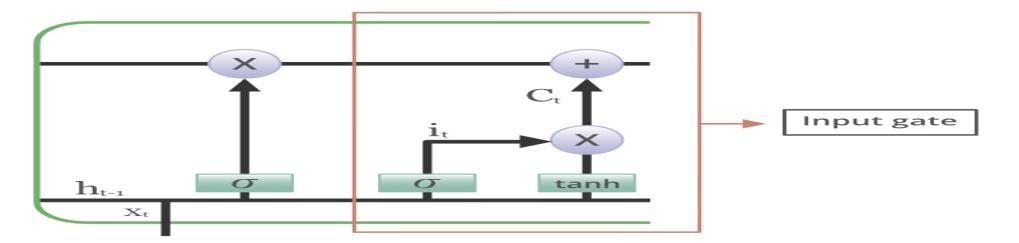 × +
Cₜ
Input gate
iₜ ×
σ σ tanh
hₜ₋₁
xₜ